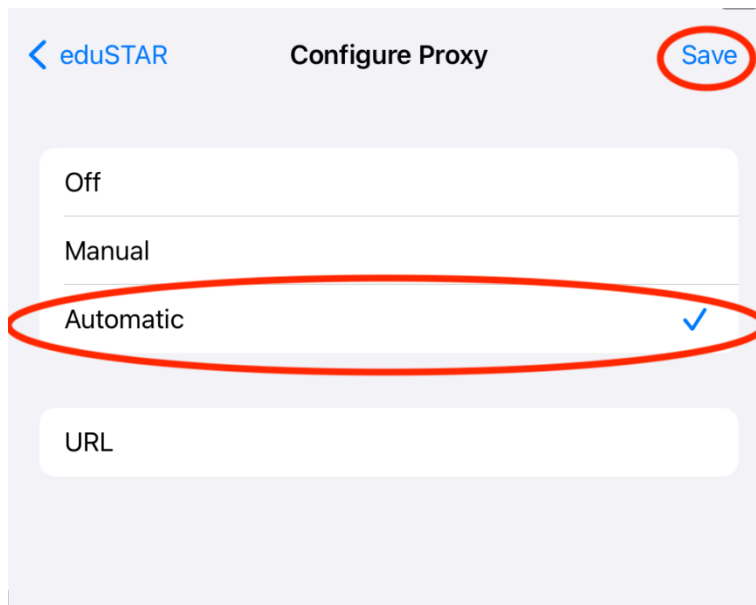 eduSTAR Configure Proxy Save
Off
Manual
Automatic
URL